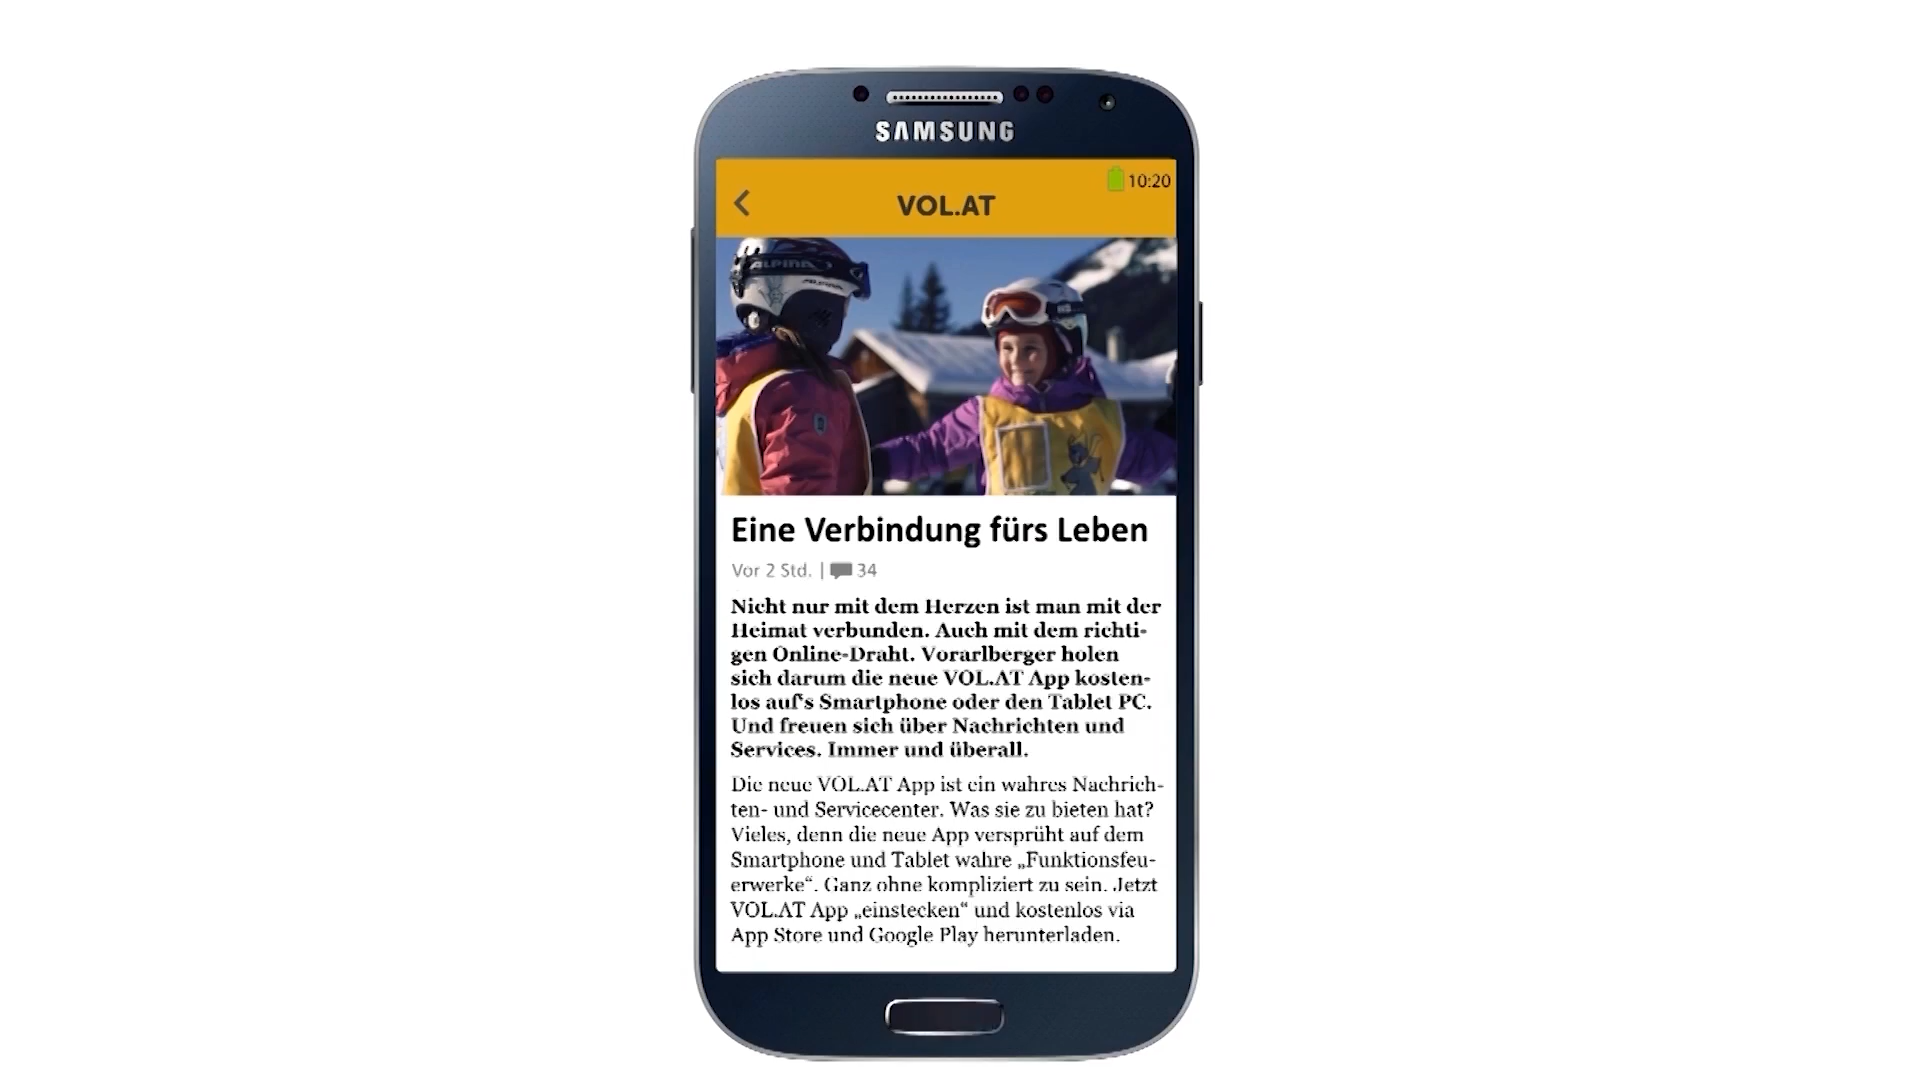 SAMSUNG
10:20
VOL.AT
ALPINA
Eine Verbindung fürs Leben
Vor 2 Std. | 34
Nicht nur mit dem Herzen ist man mit der
Heimat verbunden. Auch mit dem richti-
gen Online-Draht. Vorarlberger holen
sich darum die neue VOL.AT App kosten-
los auf's Smartphone oder den Tablet PC.
Und freuen sich über Nachrichten und
Services. Immer und überall.
Die neue VOL.AT App ist ein wahres Nachrich-
ten- und Servicecenter. Was sie zu bieten hat?
Vieles, denn die neue App versprüht auf dem
Smartphone und Tablet wahre „Funktionsfeu-
erwerke“. Ganz ohne kompliziert zu sein. Jetzt
VOL.AT App „einstecken“ und kostenlos via
App Store und Google Play herunterladen.